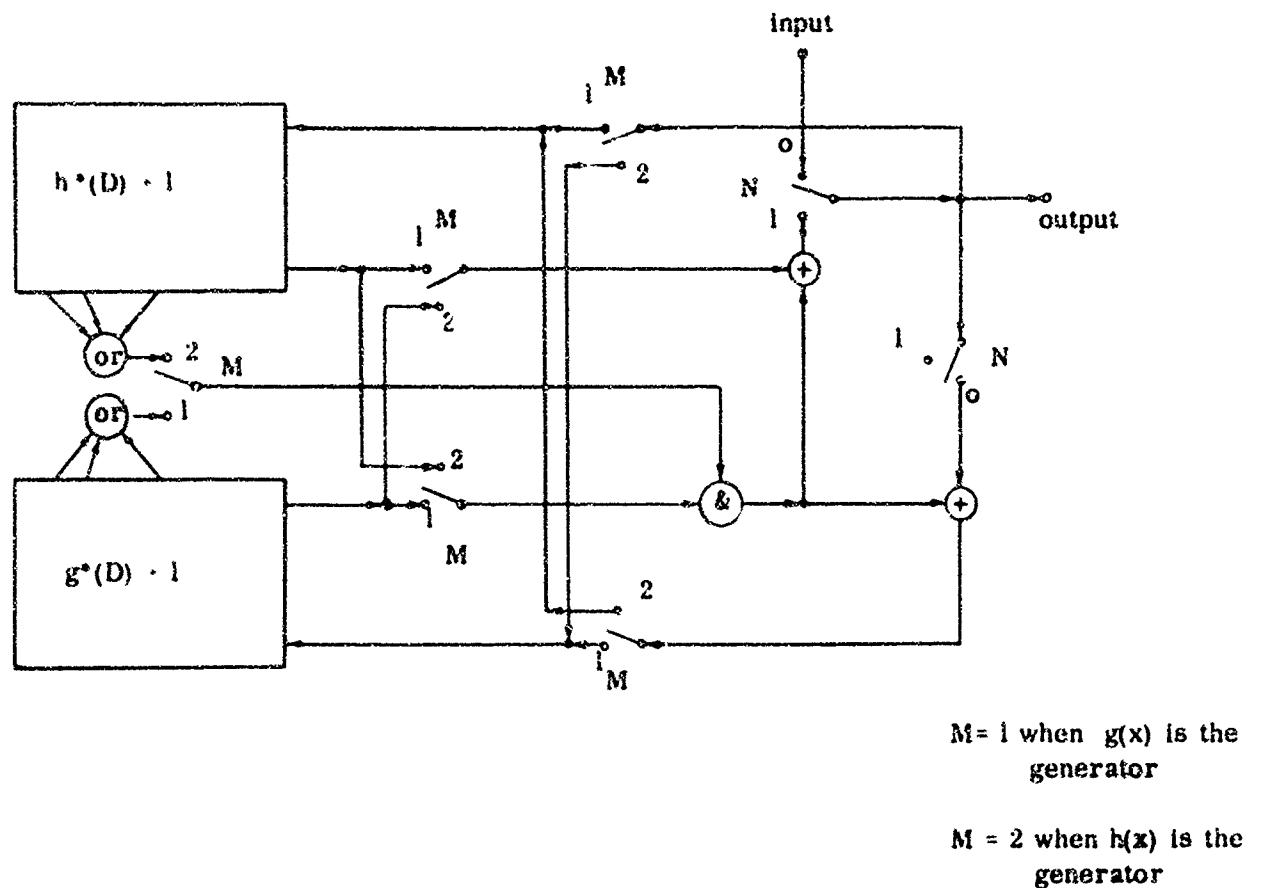 input
M
1
h*(D) + 1
o
2
N
M
1
1
output
+
2
1
N
or
2
M
o
or
1
2
&
+
1
M
g*(D) + 1
2
1
M
M= 1 when g(x) is the
generator
M = 2 when h(x) is the
generator